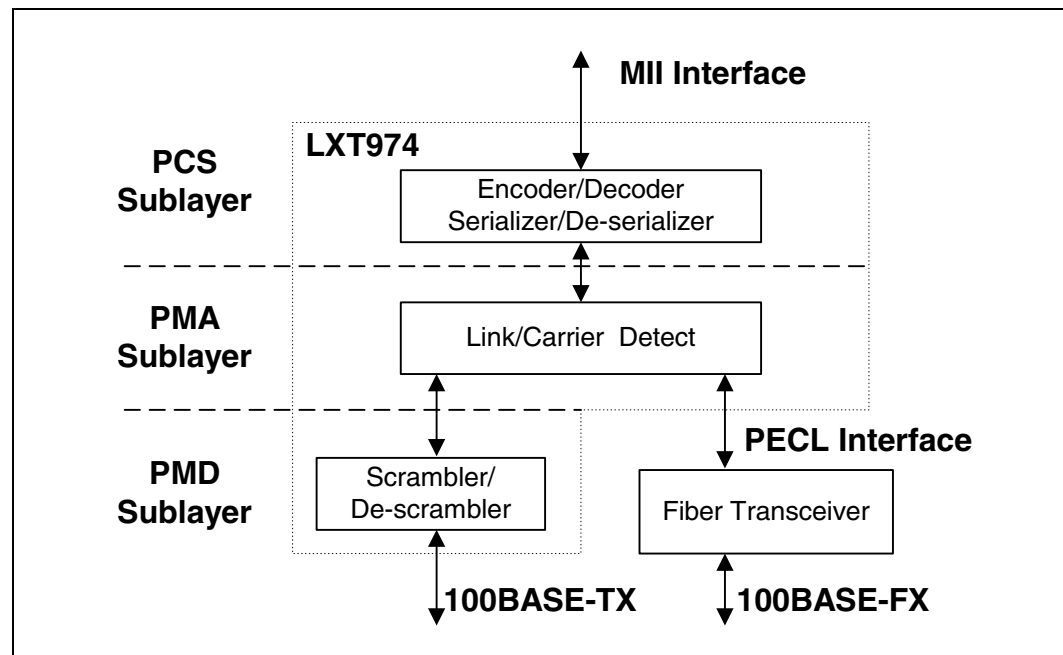 MII Interface
LXT974
PCS
Sublayer
Encoder/Decoder
Serializer/De-serializer
PMA
Sublayer
Link/Carrier Detect
PECL Interface
PMD
Sublayer
Scrambler/
De-scrambler
Fiber Transceiver
100BASE-TX
100BASE-FX